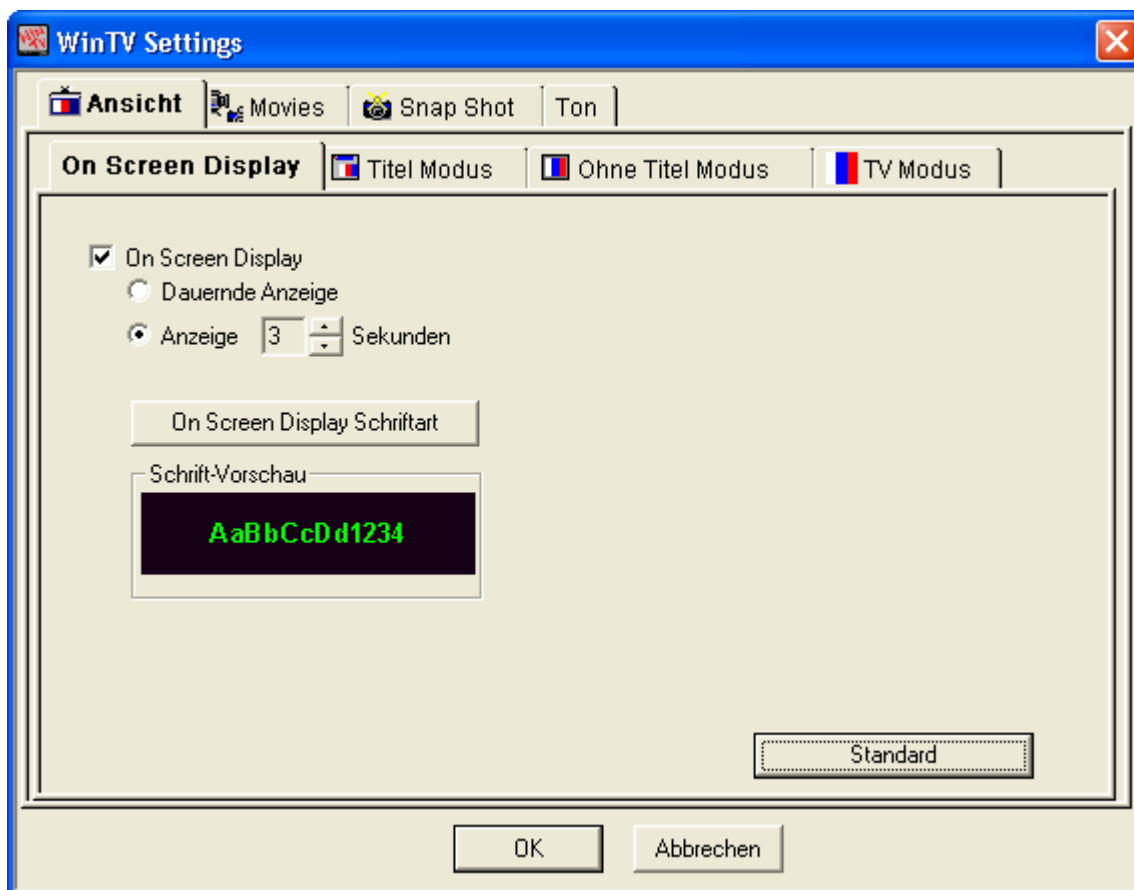 WinTV Settings
Ansicht Movies Snap Shot Ton
On Screen Display Titel Modus Ohne Titel Modus TV Modus
On Screen Display
Dauernde Anzeige
Anzeige 3 Sekunden
On Screen Display Schriftart
Schrift-Vorschau
AaBbCcDd1234
Standard
OK Abbrechen